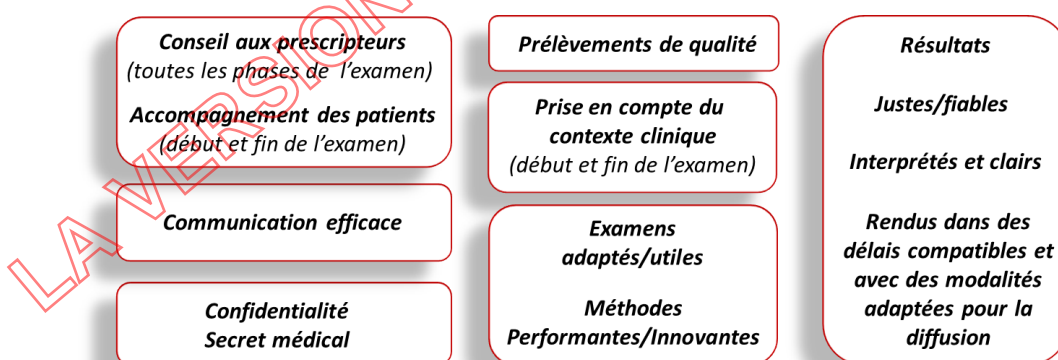 Conseil aux prescripteurs
(toutes les phases de l’examen)
Accompagnement des patients
(début et fin de l’examen)
Communication efficace
Confidentialité
Secret médical
Prélèvements de qualité
Prise en compte du
contexte clinique
(début et fin de l’examen)
Examens
adaptés/utiles
Méthodes
Performantes/Innovantes
Résultats
Justes/fiables
Interprétés et clairs
Rendus dans des
délais compatibles et
avec des modalités
adaptées pour la
diffusion
LA VERSION